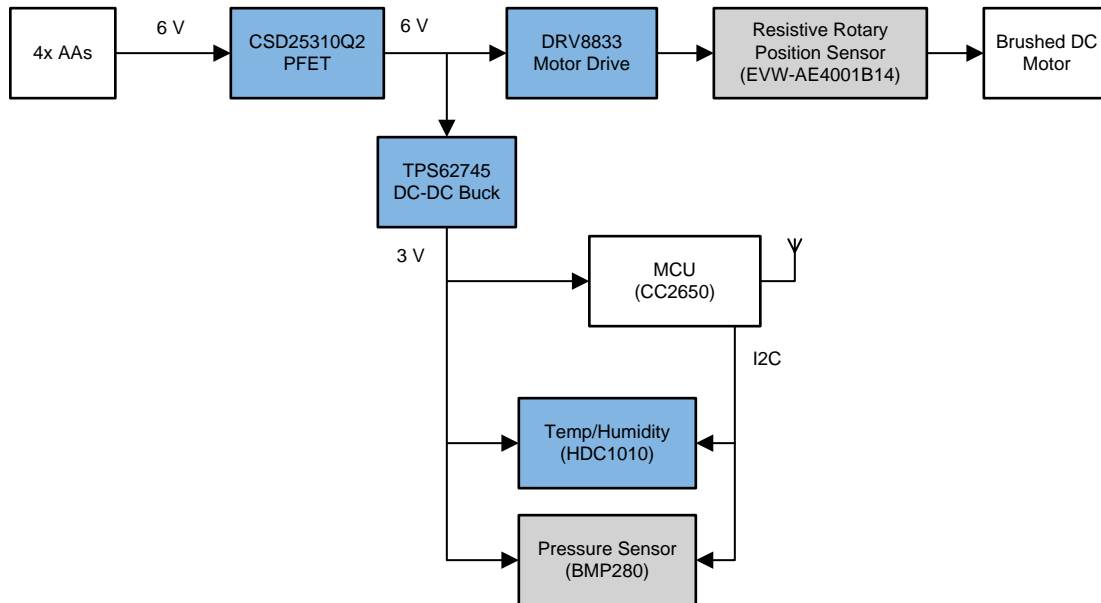 6 V
6 V
4x AAs
CSD25310Q2
PFET
DRV8833
Motor Drive
Resistive Rotary
Position Sensor
(EVW-AE4001B14)
Brushed DC
Motor
TPS62745
DC-DC Buck
3 V
MCU
(CC2650)
I2C
Temp/Humidity
(HDC1010)
Pressure Sensor
(BMP280)